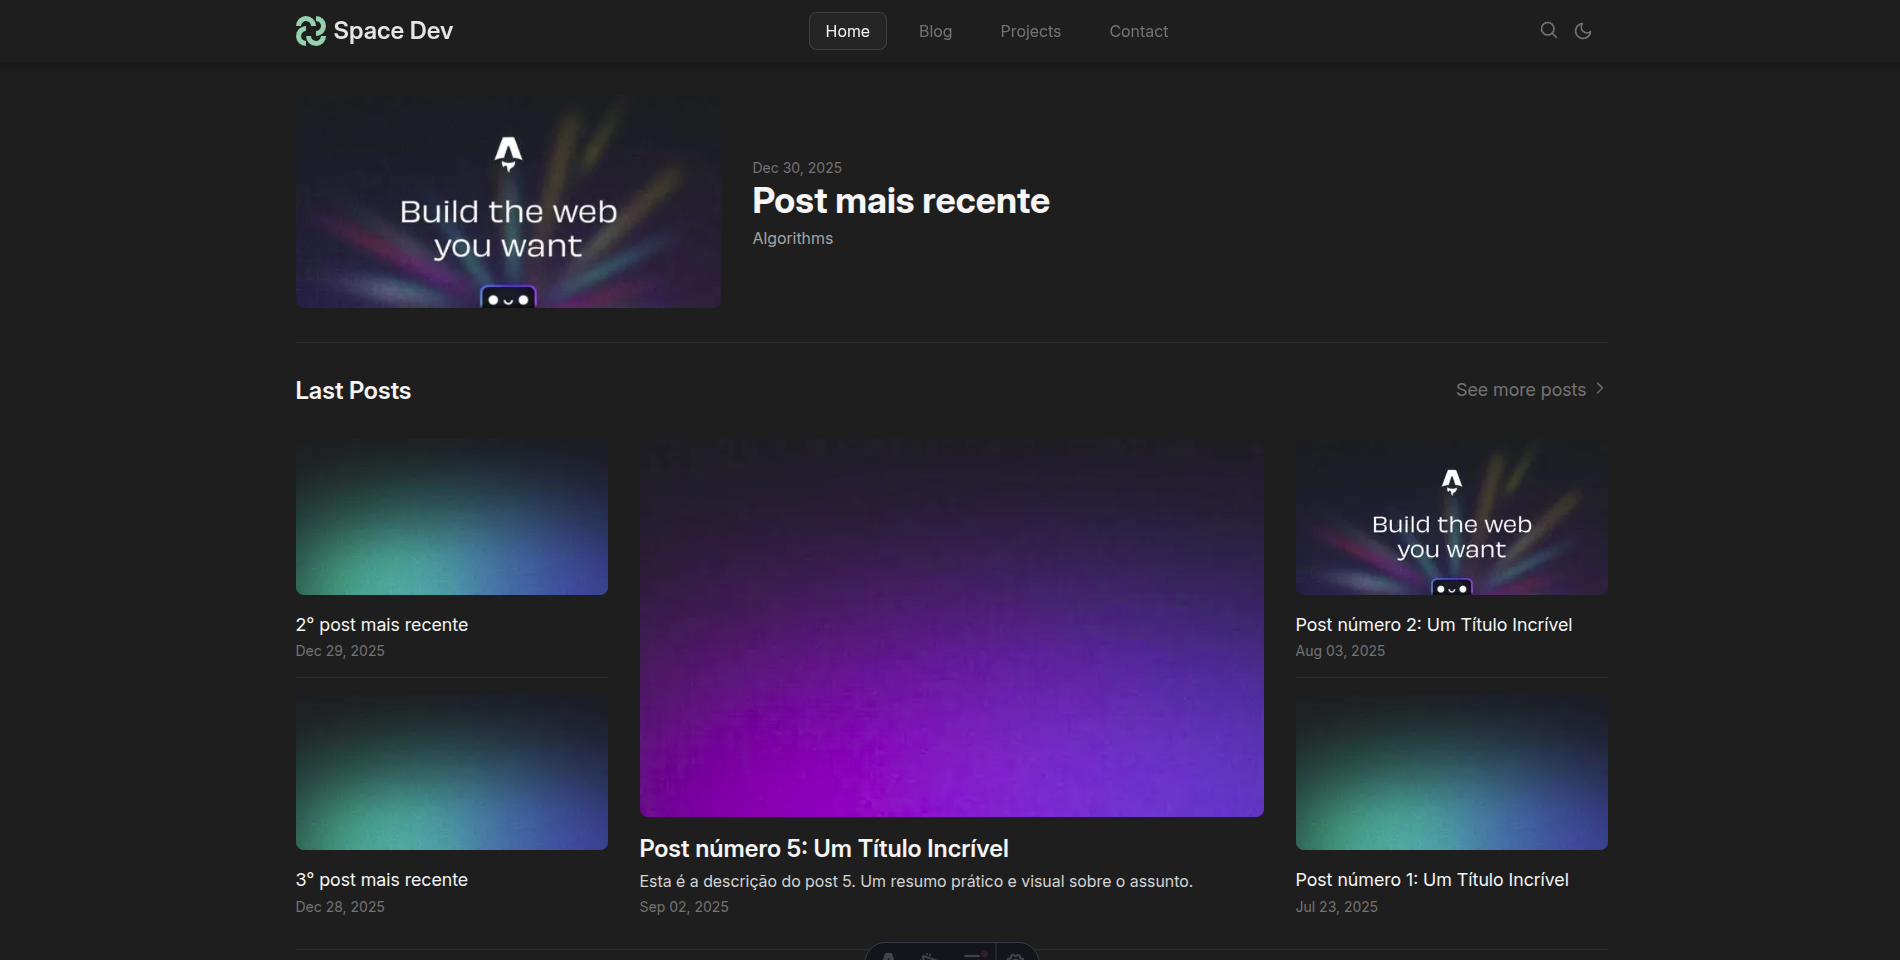 Space Dev
Home
Blog
Projects
Contact
Build the web
you want
Dec 30, 2025
Post mais recente
Algorithms
Last Posts
See more posts
2° post mais recente
Dec 29, 2025
3° post mais recente
Dec 28, 2025
Post número 5: Um Título Incrível
Esta é a descrição do post 5. Um resumo prático e visual sobre o assunto.
Sep 02, 2025
Build the web
you want
Post número 2: Um Título Incrível
Aug 03, 2025
Post número 1: Um Título Incrível
Jul 23, 2025